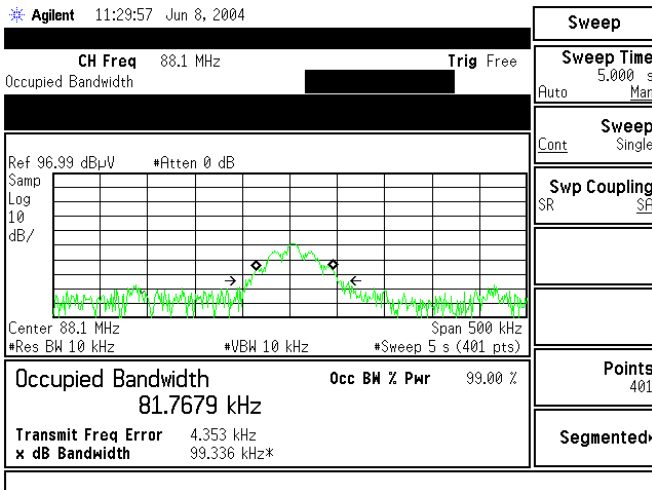 Agilent 11:29:57 Jun 8, 2004
CH Freq 88.1 MHz Trig Free
Occupied Bandwidth
Ref 96.99 dBµV #Atten 0 dB
Samp
Log
10
dB/
Center 88.1 MHz Span 500 kHz
#Res BW 10 kHz #VBW 10 kHz #Sweep 5 s (401 pts)
Occupied Bandwidth Occ BW % Pwr 99.00 %
81.7679 kHz
Transmit Freq Error 4.353 kHz
x dB Bandwidth 99.336 kHz*
Sweep
Sweep Time
5.000 s
Auto Man
Sweep
Cont Single
Swp Coupling
SR SA
Points
401
Segmented